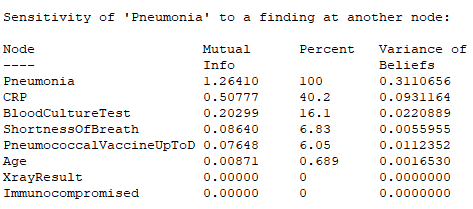 Sensitivity of 'Pneumonia' to a finding at another node:
Node Mutual Percent Variance of
---- Info Beliefs
Pneumonia 1.26410 100 0.3110656
CRP 0.50777 40.2 0.0931164
BloodCultureTest 0.20299 16.1 0.0220889
ShortnessOfBreath 0.08640 6.83 0.0055955
PneumococcalVaccineUpToD 0.07648 6.05 0.0112352
Age 0.00871 0.689 0.0016530
XrayResult 0.00000 0 0.0000000
Immunocompromised 0.00000 0 0.0000000